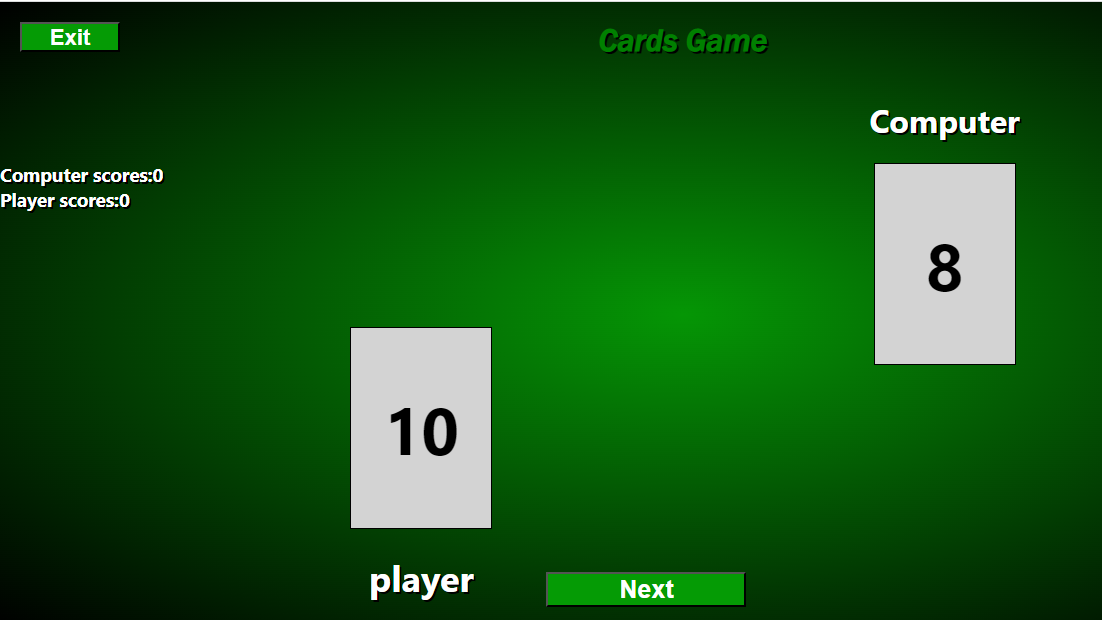 Exit
Cards Game
Computer
Computer scores:0
Player scores:0
8
10
player
Next